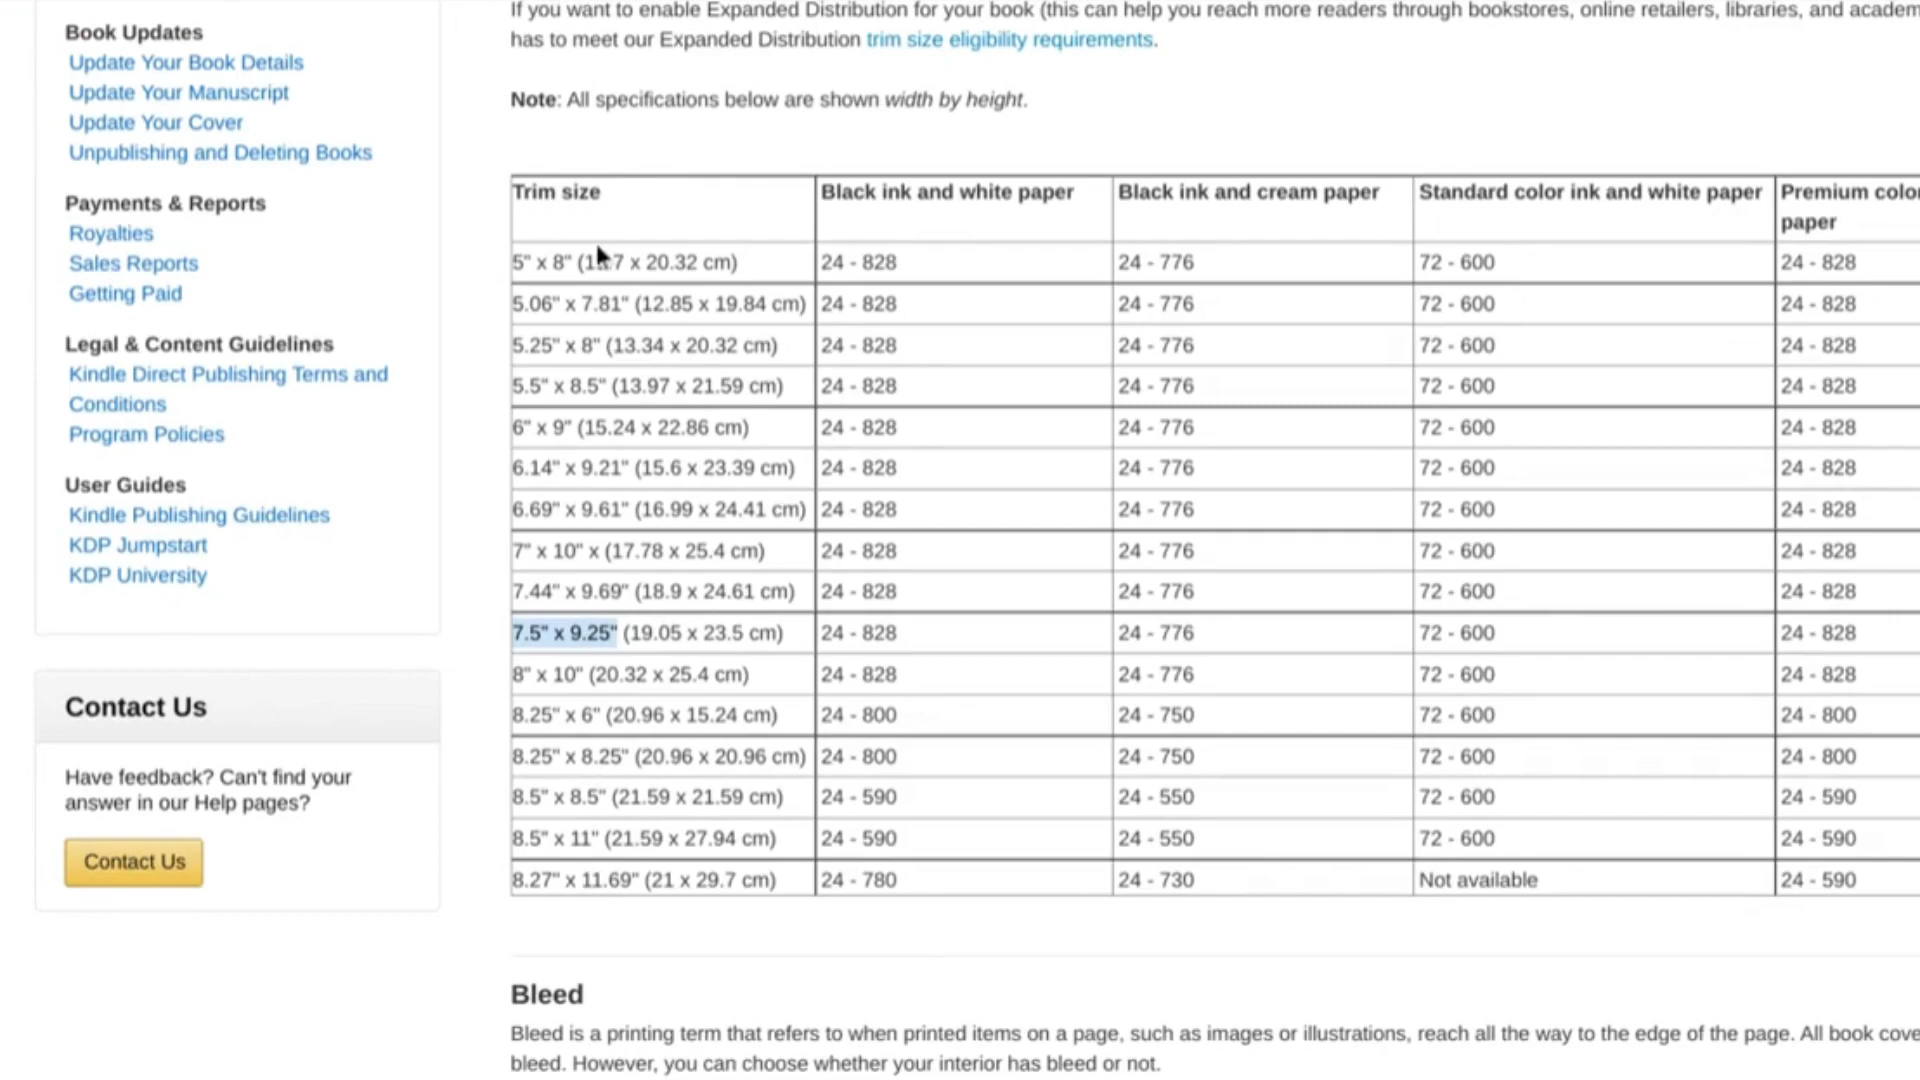 Book Updates
Update Your Book Details
Update Your Manuscript
Update Your Cover
Unpublishing and Deleting Books
Payments & Reports
Royalties
Sales Reports
Getting Paid
Legal & Content Guidelines
Kindle Direct Publishing Terms and
Conditions
Program Policies
User Guides
Kindle Publishing Guidelines
KDP Jumpstart
KDP University
Contact Us
Have feedback? Can't find your
answer in our Help pages?
Contact Us
If you want to enable Expanded Distribution for your book (this can help you reach more readers through bookstores, online retailers, libraries, and
has to meet our Expanded Distribution trim size eligibility requirements.
Note: All specifications below are shown width by height.
Trim size Black ink and white paper Black ink and cream paper Standard color ink and white paper Premium
paper
5" x 8" x 20.32 cm) 24 - 828 24 - 776 72 - 600 24 - 828
5.06" x 7.81" (12.85 x 19.84 cm) 24 - 828 24 - 776 72 - 600 24 - 828
5.25" x 8" (13.34 x 20.32 cm) 24 - 828 24 - 776 72 - 600 24 - 828
5.5" x 8.5" (13.97 x 21.59 cm) 24 - 828 24 - 776 72 - 600 24 - 828
6" x 9" (15.24 x 22.86 cm) 24 - 828 24 - 776 72 - 600 24 - 828
6.14" x 9.21" (15.6 x 23.39 cm) 24 - 828 24 - 776 72 - 600 24 - 828
6.69" x 9.61" (16.99 x 24.41 cm) 24 - 828 24 - 776 72 - 600 24 - 828
7" x 10" x (17.78 x 25.4 cm) 24 - 828 24 - 776 72 - 600 24 - 828
7.44" x 9.69" (18.9 x 24.61 cm) 24 - 828 24 - 776 72 - 600 24 - 828
7.5" x 9.25" (19.05 x 23.5 cm) 24 - 828 24 - 776 72 - 600 24 - 828
8" x 10" (20.32 x 25.4 cm) 24 - 828 24 - 776 72 - 600 24 - 828
8.25" x 6" (20.96 x 15.24 cm) 24 - 800 24 - 750 72 - 600 24 - 800
8.25" x 8.25" (20.96 x 20.96 cm) 24 - 800 24 - 750 72 - 600 24 - 800
8.5" x 8.5" (21.59 x 21.59 cm) 24 - 590 24 - 550 72 - 600 24 - 590
8.5" x 11" (21.59 x 27.94 cm) 24 - 590 24 - 550 72 - 600 24 - 590
8.27" x 11.69" (21 x 29.7 cm) 24 - 780 24 - 730 Not available 24 - 590
Bleed
Bleed is a printing term that refers to when printed items on a page, such as images or illustrations, reach all the way to the edge of the page. All book
bleed. However, you can choose whether your interior has bleed or not.